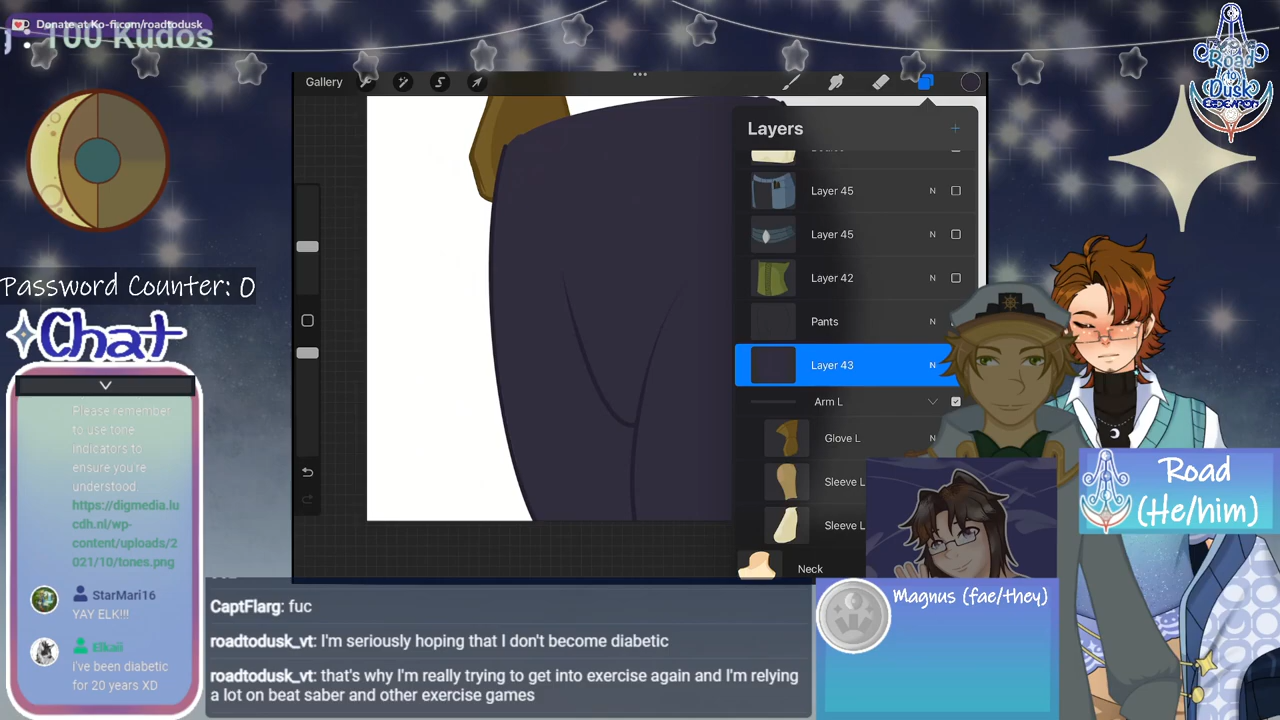 Donate at Ko-fi.com/roadtodusk
: 100 Kudos
Password Counter: 0
Chat
Please remember
to use tone
indicators to
ensure you're
understood.
https://digmedia.lu
cdh.nl/wp-
content/uploads/2
021/10/tones.png
StarMari16
YAY ELK!!!
Elkaii
i've been diabetic
for 20 years XD
Gallery
Layers
Layer 45
N
Layer 45
N
Layer 42
N
Pants
N
Layer 43
N
Arm L
Glove L
N
Sleeve L
Sleeve L
Neck
CaptFlarg: fuc
roadtodusk_vt: I'm seriously hoping that I don't become diabetic
roadtodusk_vt: that's why I'm really trying to get into exercise again and I'm relying
a lot on beat saber and other exercise games
Magnus (fae/they)
Road
(He/him)
Road
to
Dusk